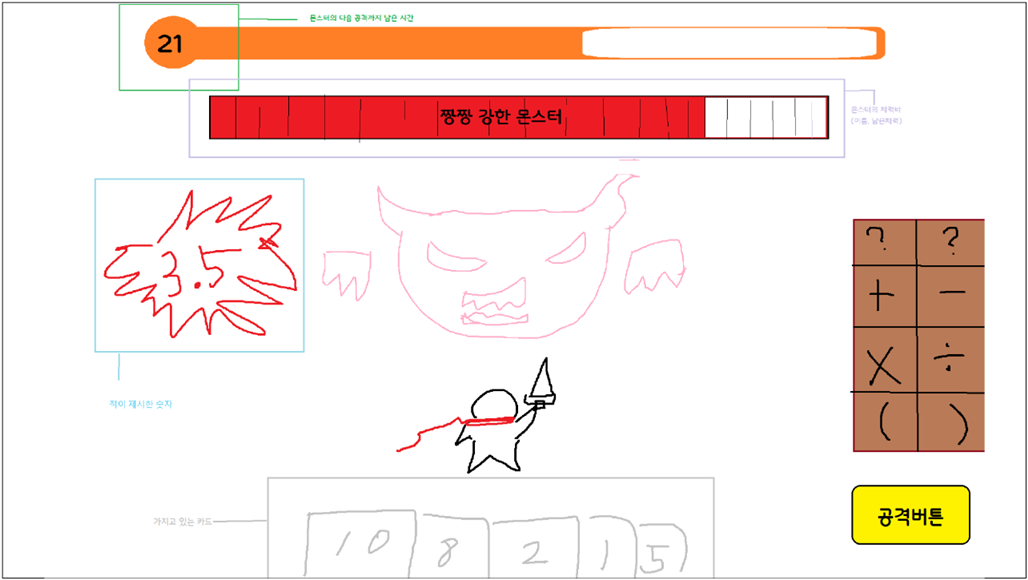 몬스터의 다음 공격까지 남은 시간
21
짱짱 강한 몬스터
몬스터의 체력바
(이름, 남은체력)
3.5
? ?
+ −
× ÷
( )
적이 제시한 숫자
가지고 있는 카드
10 8 2 1 5
공격버튼